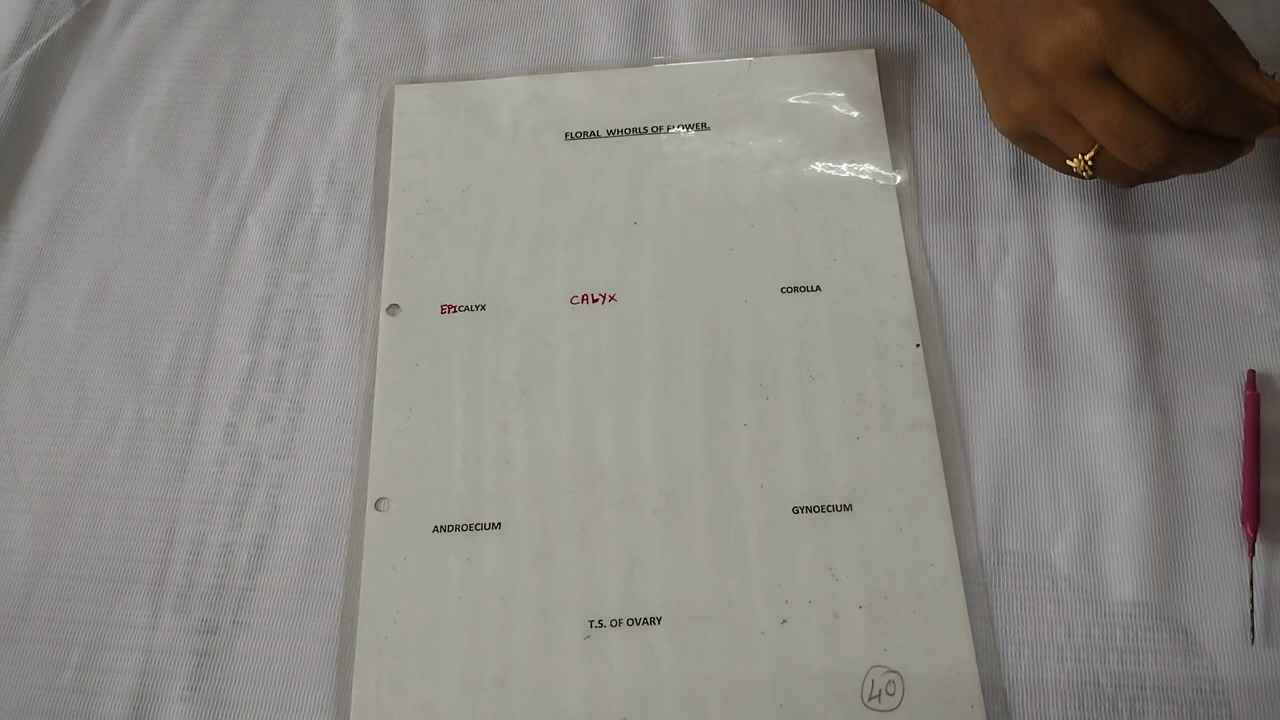 FLORAL WHORLS OF FLOWER.
EPICALYX CALYX COROLLA
ANDROECIUM GYNOECIUM
T.S. OF OVARY
40